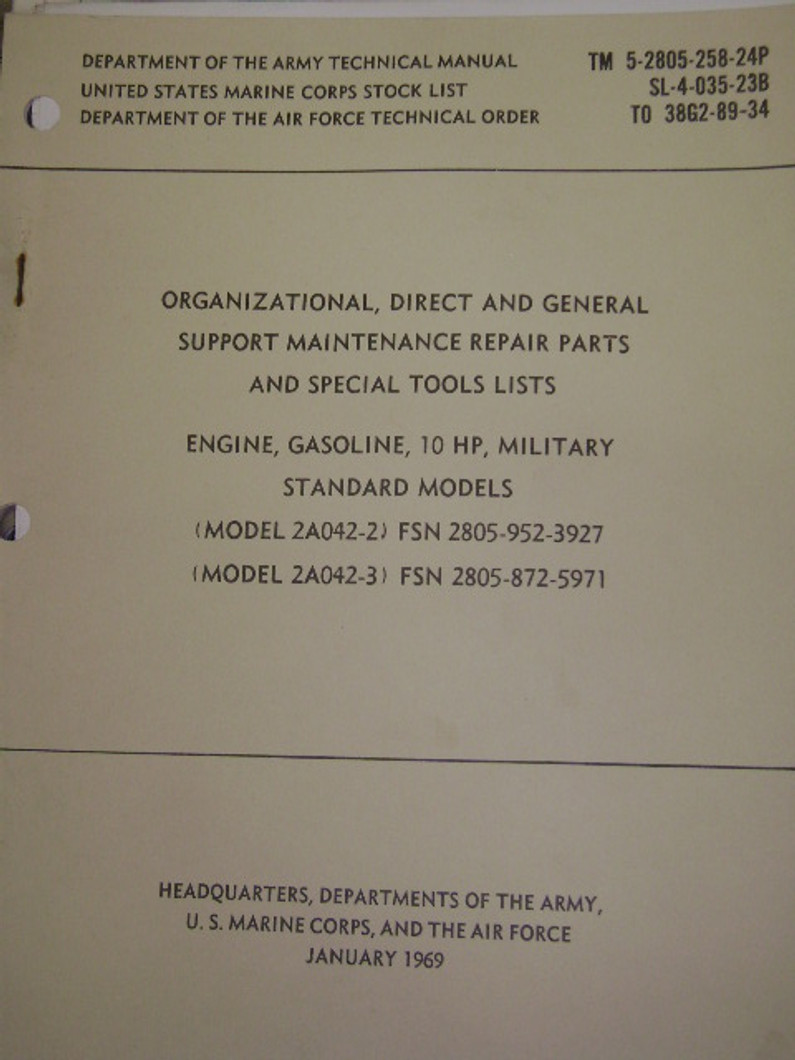 DEPARTMENT OF THE ARMY TECHNICAL MANUAL TM 5-2805-258-24P
UNITED STATES MARINE CORPS STOCK LIST SL-4-035-23B
DEPARTMENT OF THE AIR FORCE TECHNICAL ORDER TO 38G2-89-34
ORGANIZATIONAL, DIRECT AND GENERAL
SUPPORT MAINTENANCE REPAIR PARTS
AND SPECIAL TOOLS LISTS
ENGINE, GASOLINE, 10 HP, MILITARY
STANDARD MODELS
(MODEL 2A042-2) FSN 2805-952-3927
(MODEL 2A042-3) FSN 2805-872-5971
HEADQUARTERS, DEPARTMENTS OF THE ARMY,
U. S. MARINE CORPS, AND THE AIR FORCE
JANUARY 1969